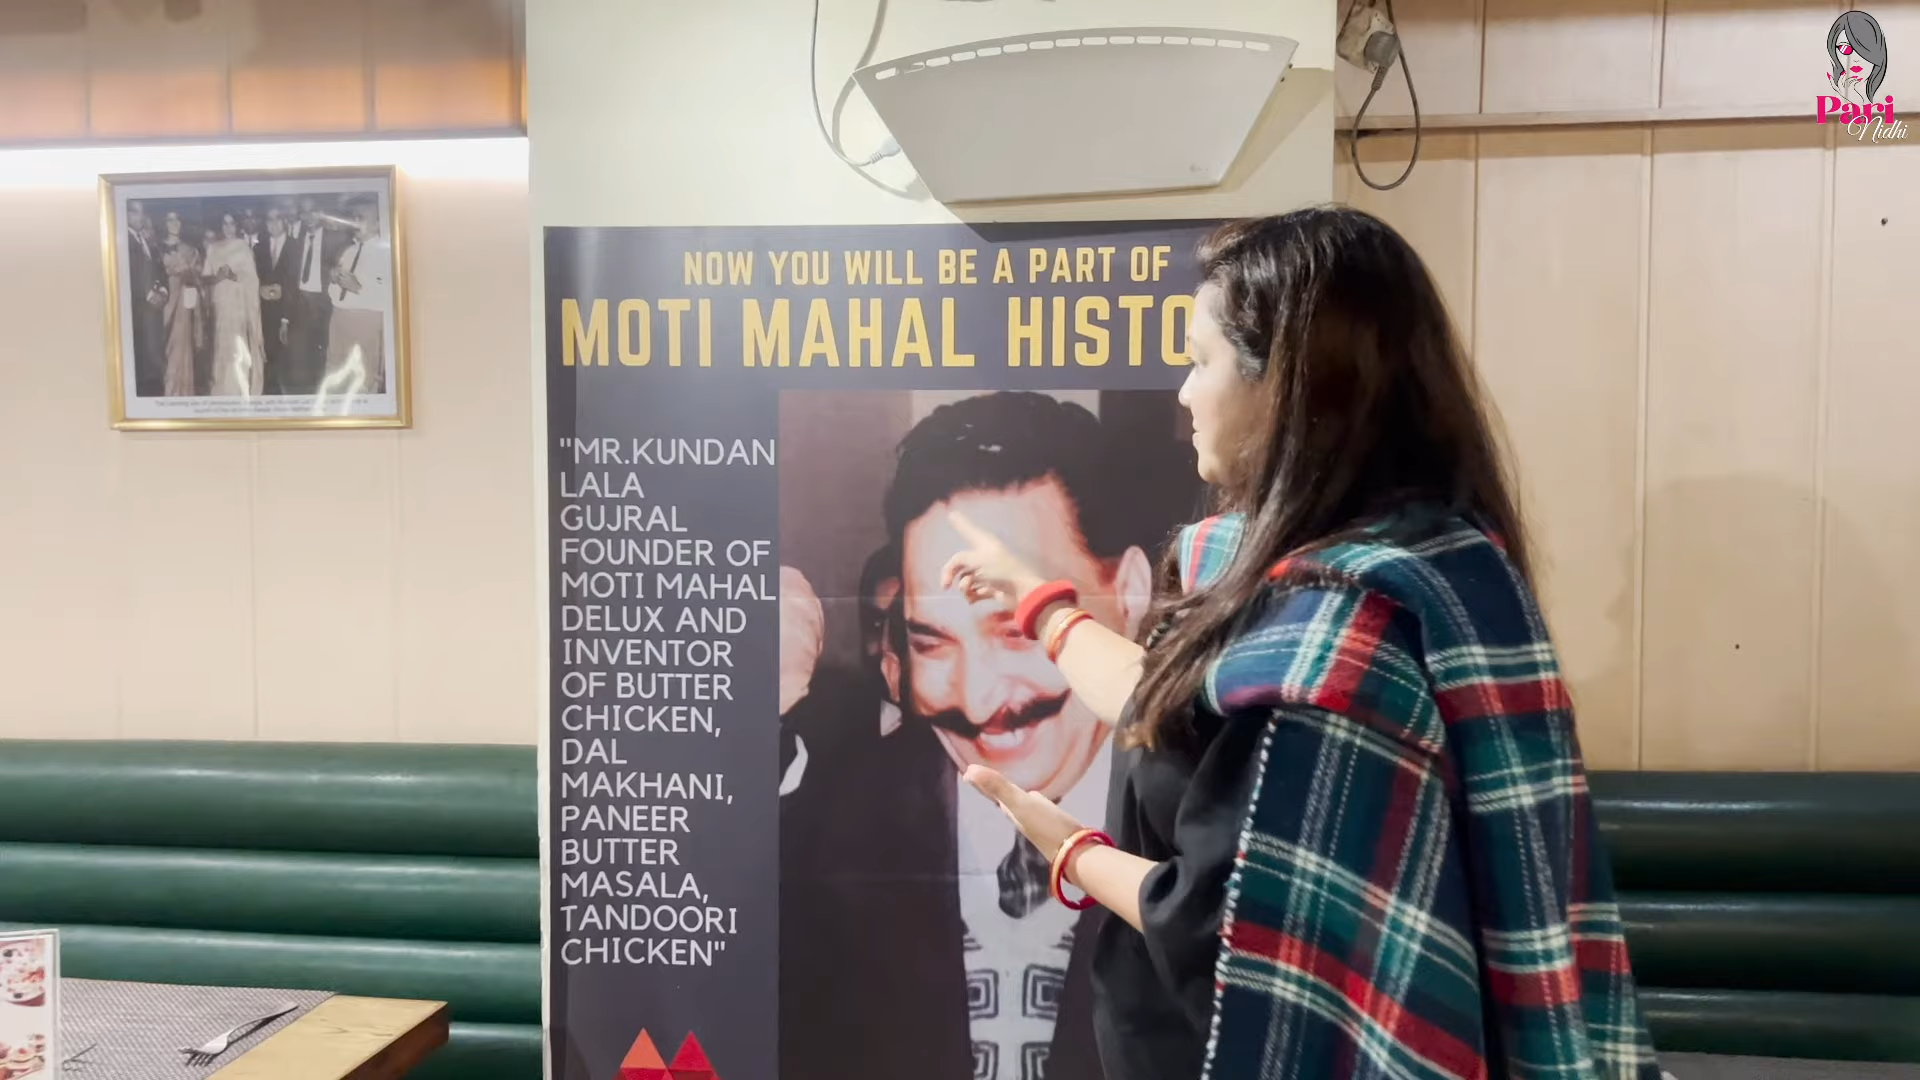 Pari
Nidhi
NOW YOU WILL BE A PART OF
MOTI MAHAL HISTO
"MR.KUNDAN
LALA
GUJRAL
FOUNDER OF
MOTI MAHAL
DELUX AND
INVENTOR
OF BUTTER
CHICKEN,
DAL
MAKHANI,
PANEER
BUTTER
MASALA,
TANDOORI
CHICKEN"